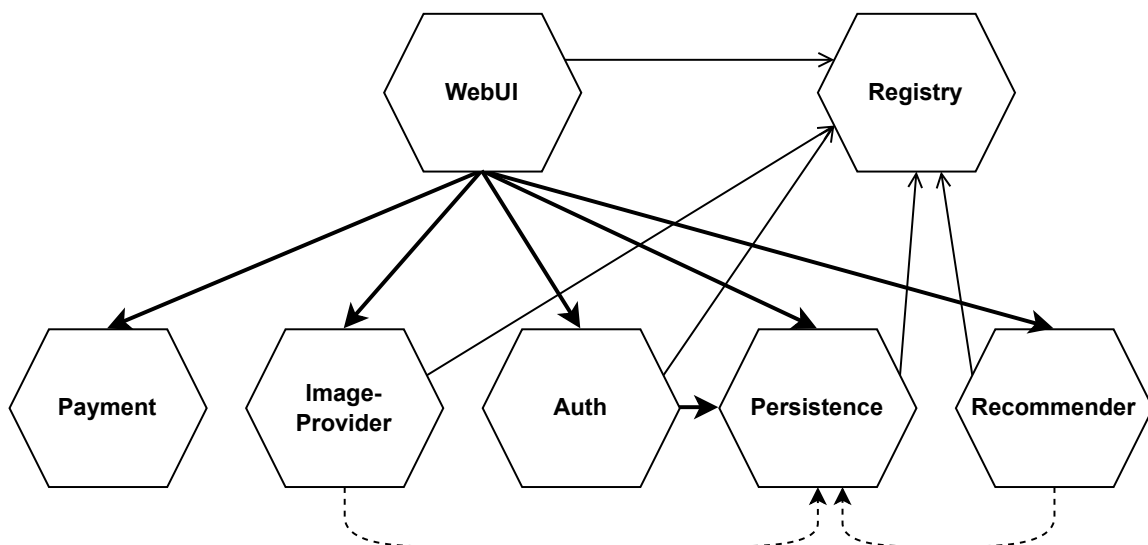 WebUI
Registry
Payment
Image-
Provider
Auth
Persistence
Recommender